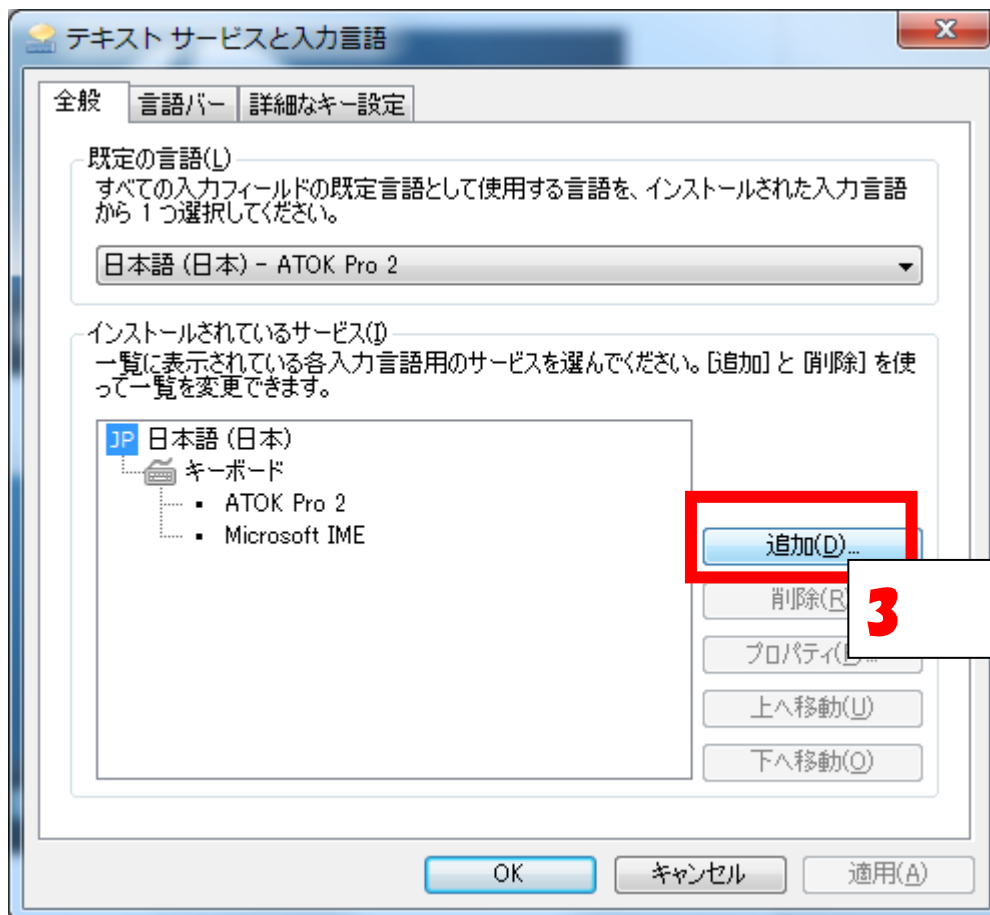 テキスト サービスと入力言語
全般
言語バー
詳細なキー設定
既定の言語(L)
すべての入力フィールドの既定言語として使用する言語を、インストールされた入力言語
から 1 つ選択してください。
日本語 (日本) - ATOK Pro 2
インストールされているサービス(I)
一覧に表示されている各入力言語用のサービスを選んでください。[追加] と [削除] を使
って一覧を変更できます。
JP 日本語 (日本)
キーボード
ATOK Pro 2
Microsoft IME
追加(D)...
3
削除(R
プロパティ(
上へ移動(U)
下へ移動(O)
OK
キャンセル
適用(A)